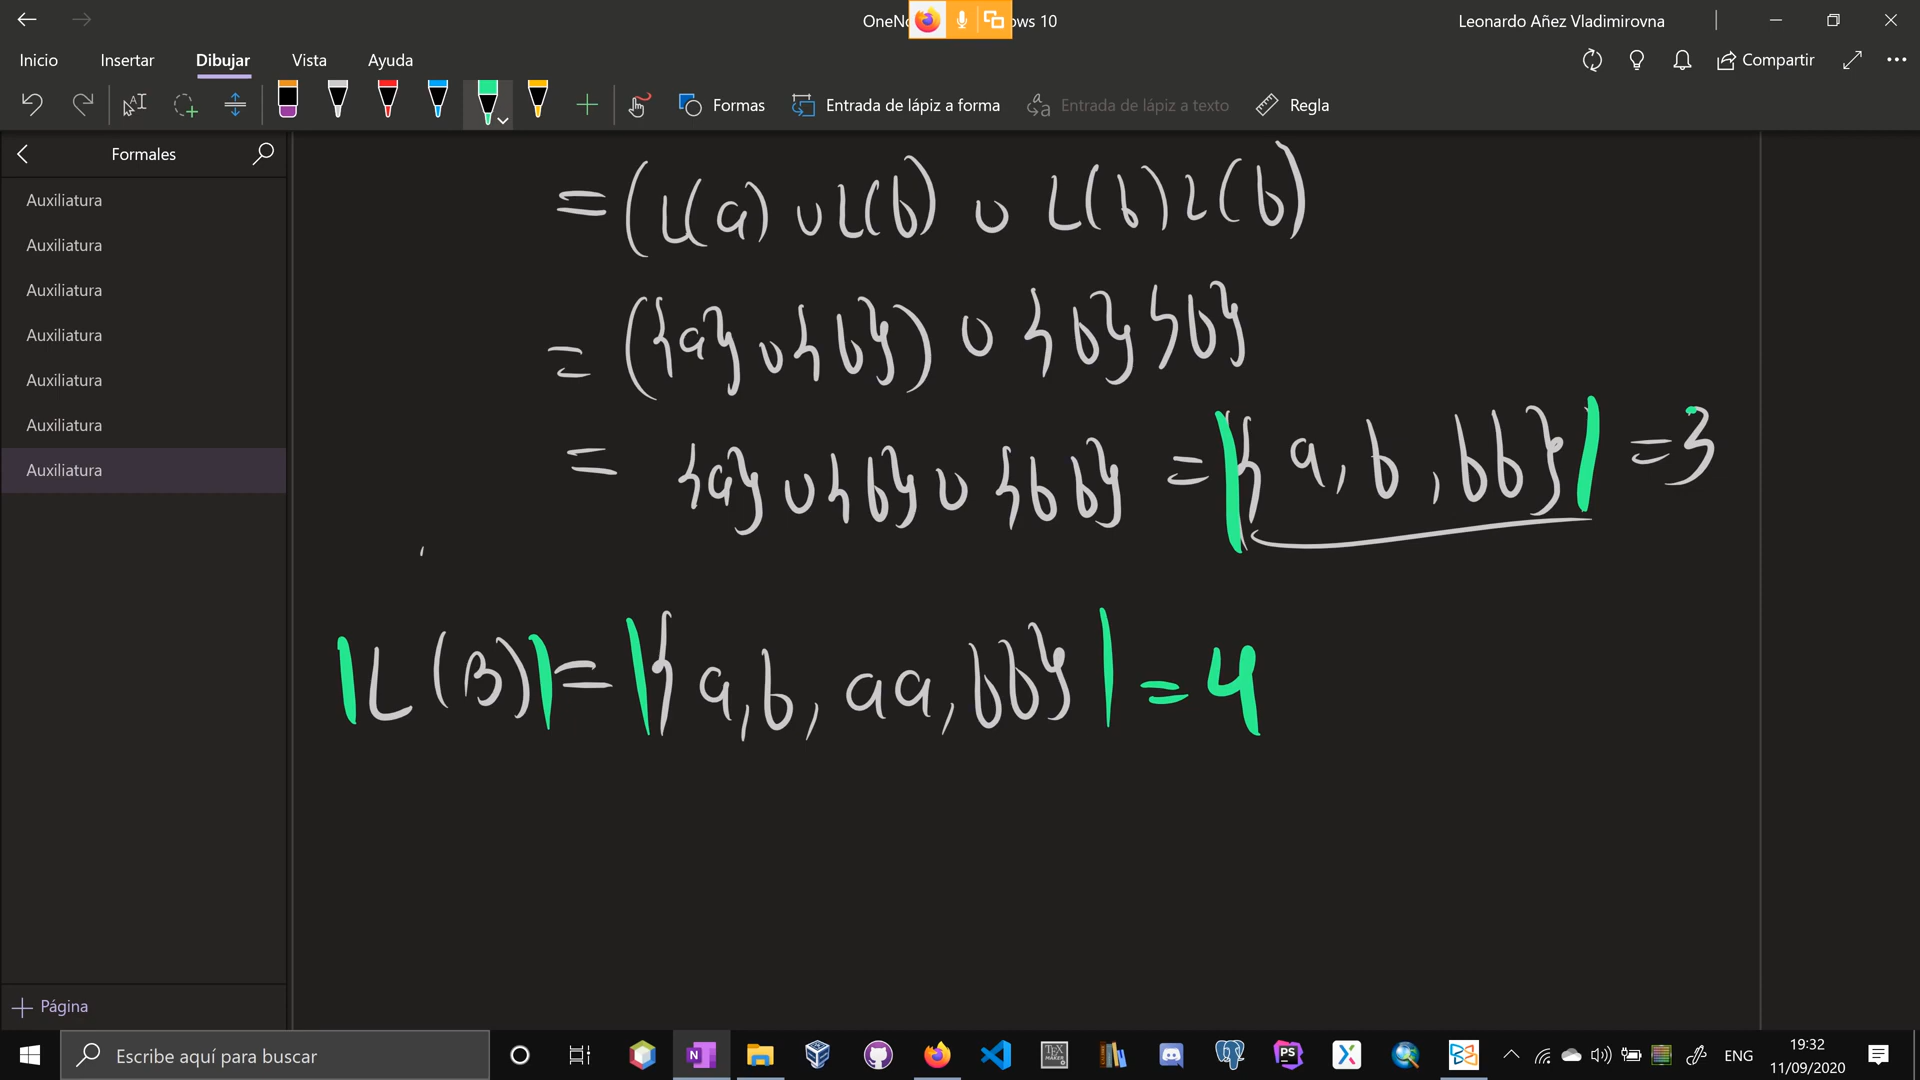 OneNo
ows 10
Leonardo Añez Vladimirovna
Inicio Insertar Dibujar Vista Ayuda
Compartir
Formas Entrada de lápiz a forma Entrada de lápiz a texto Regla
Formales
Auxiliatura
Auxiliatura
Auxiliatura
Auxiliatura
Auxiliatura
Auxiliatura
Auxiliatura
= (L(a) ∪ L(b) ∪ L(b) L(b)
= ({a} ∪ {b}) ∪ {b} {b}
= {a} ∪ {b} ∪ {bb} = |{ a, b, bb}| = 3
|L(B)| = |{ a, b, aa, bb}| = 4
Página
Escribe aquí para buscar
ENG
19:32
11/09/2020